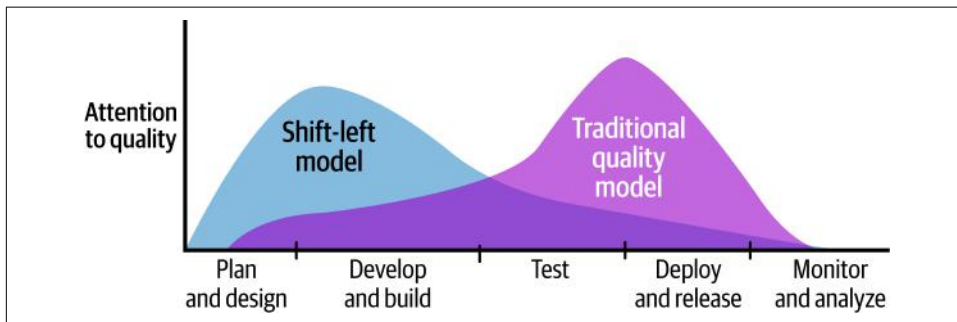 Attention
to quality
Shift-left
model
Traditional
quality
model
Plan
and design
Develop
and build
Test
Deploy
and release
Monitor
and analyze